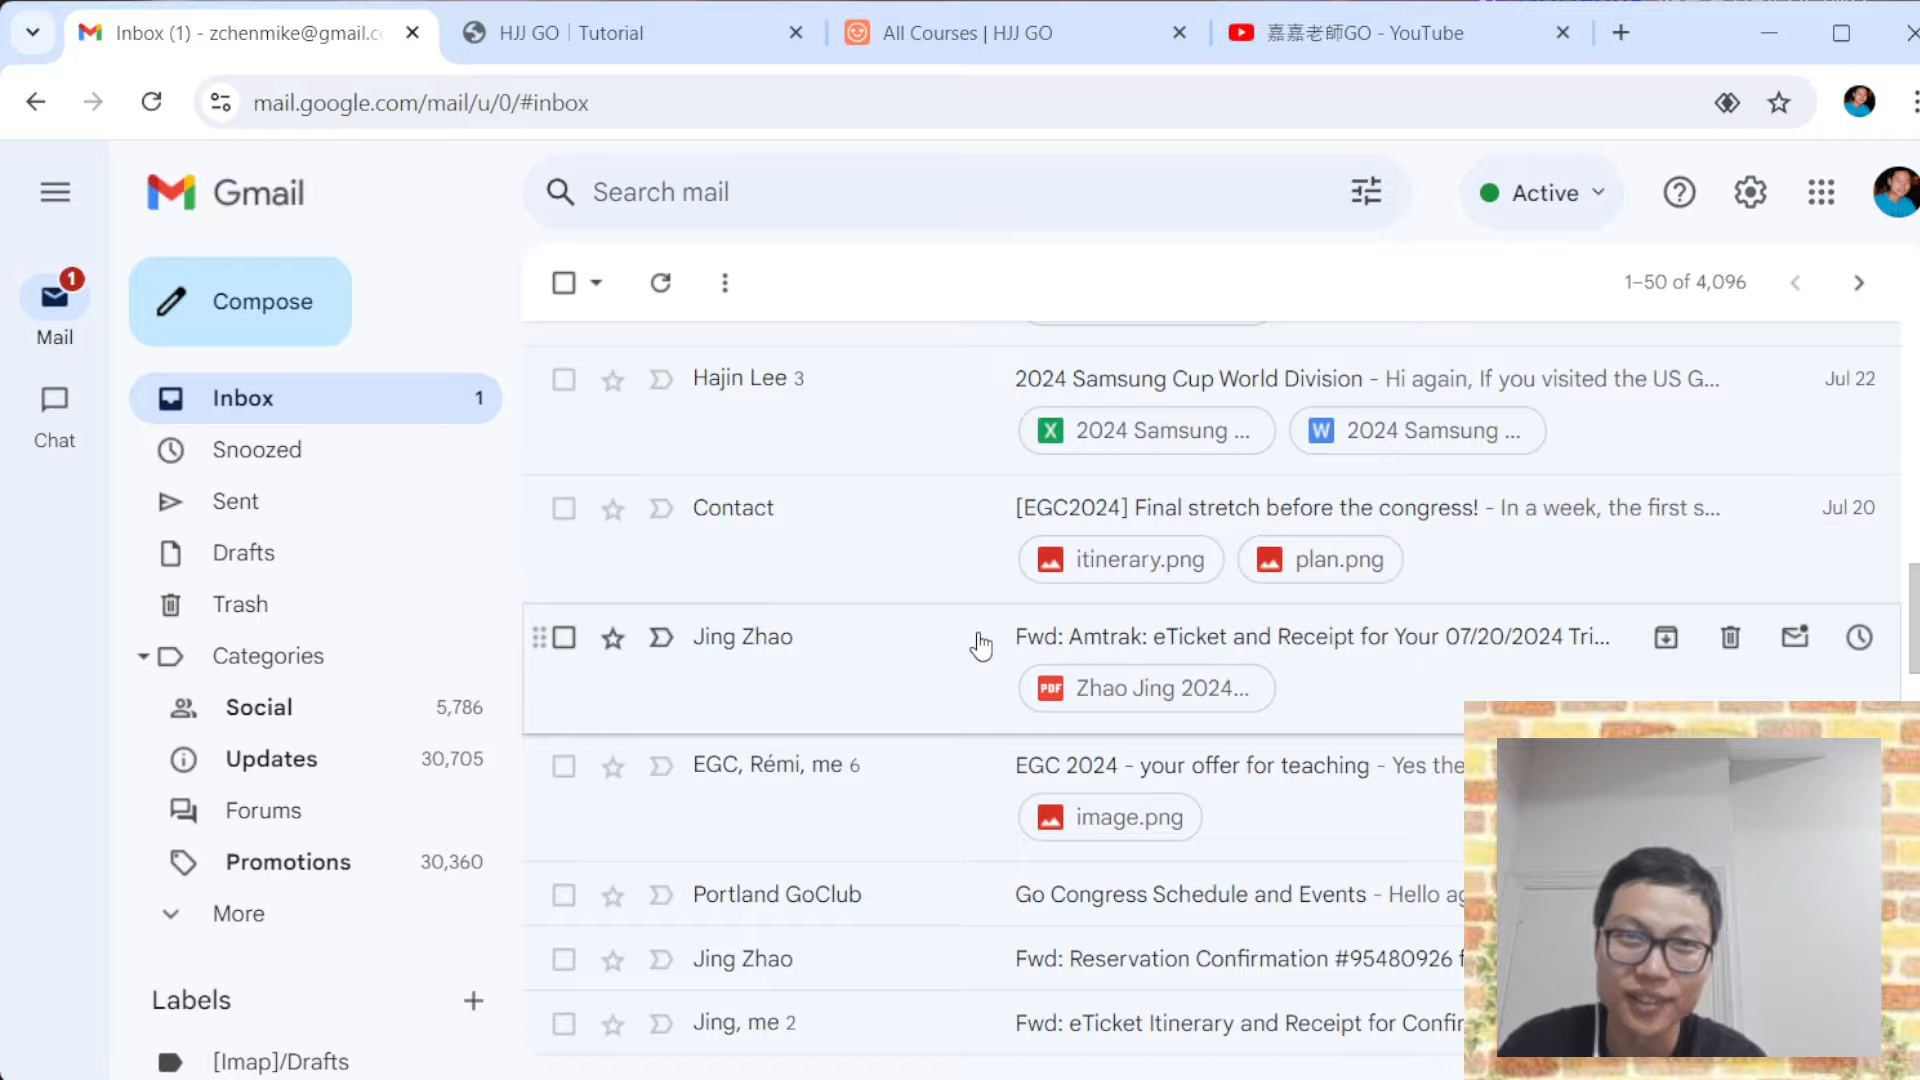 Inbox (1) - zchenmike@gmail.c
HJJ GO | Tutorial
All Courses | HJJ GO
嘉嘉老師GO - YouTube
mail.google.com/mail/u/0/#inbox
Gmail
Search mail
Active
1
Mail
Chat
Compose
1–50 of 4,096
Inbox 1
Snoozed
Sent
Drafts
Trash
Categories
Social 5,786
Updates 30,705
Forums
Promotions 30,360
More
Labels
[Imap]/Drafts
Hajin Lee 3
2024 Samsung Cup World Division - Hi again, If you visited the US G...
Jul 22
X 2024 Samsung ...
W 2024 Samsung ...
Contact
[EGC2024] Final stretch before the congress! - In a week, the first s...
Jul 20
itinerary.png
plan.png
Jing Zhao
Fwd: Amtrak: eTicket and Receipt for Your 07/20/2024 Tri...
PDF Zhao Jing 2024...
EGC, Rémi, me 6
EGC 2024 - your offer for teaching - Yes the
image.png
Portland GoClub
Go Congress Schedule and Events - Hello ag
Jing Zhao
Fwd: Reservation Confirmation #95480926 f
Jing, me 2
Fwd: eTicket Itinerary and Receipt for Confir